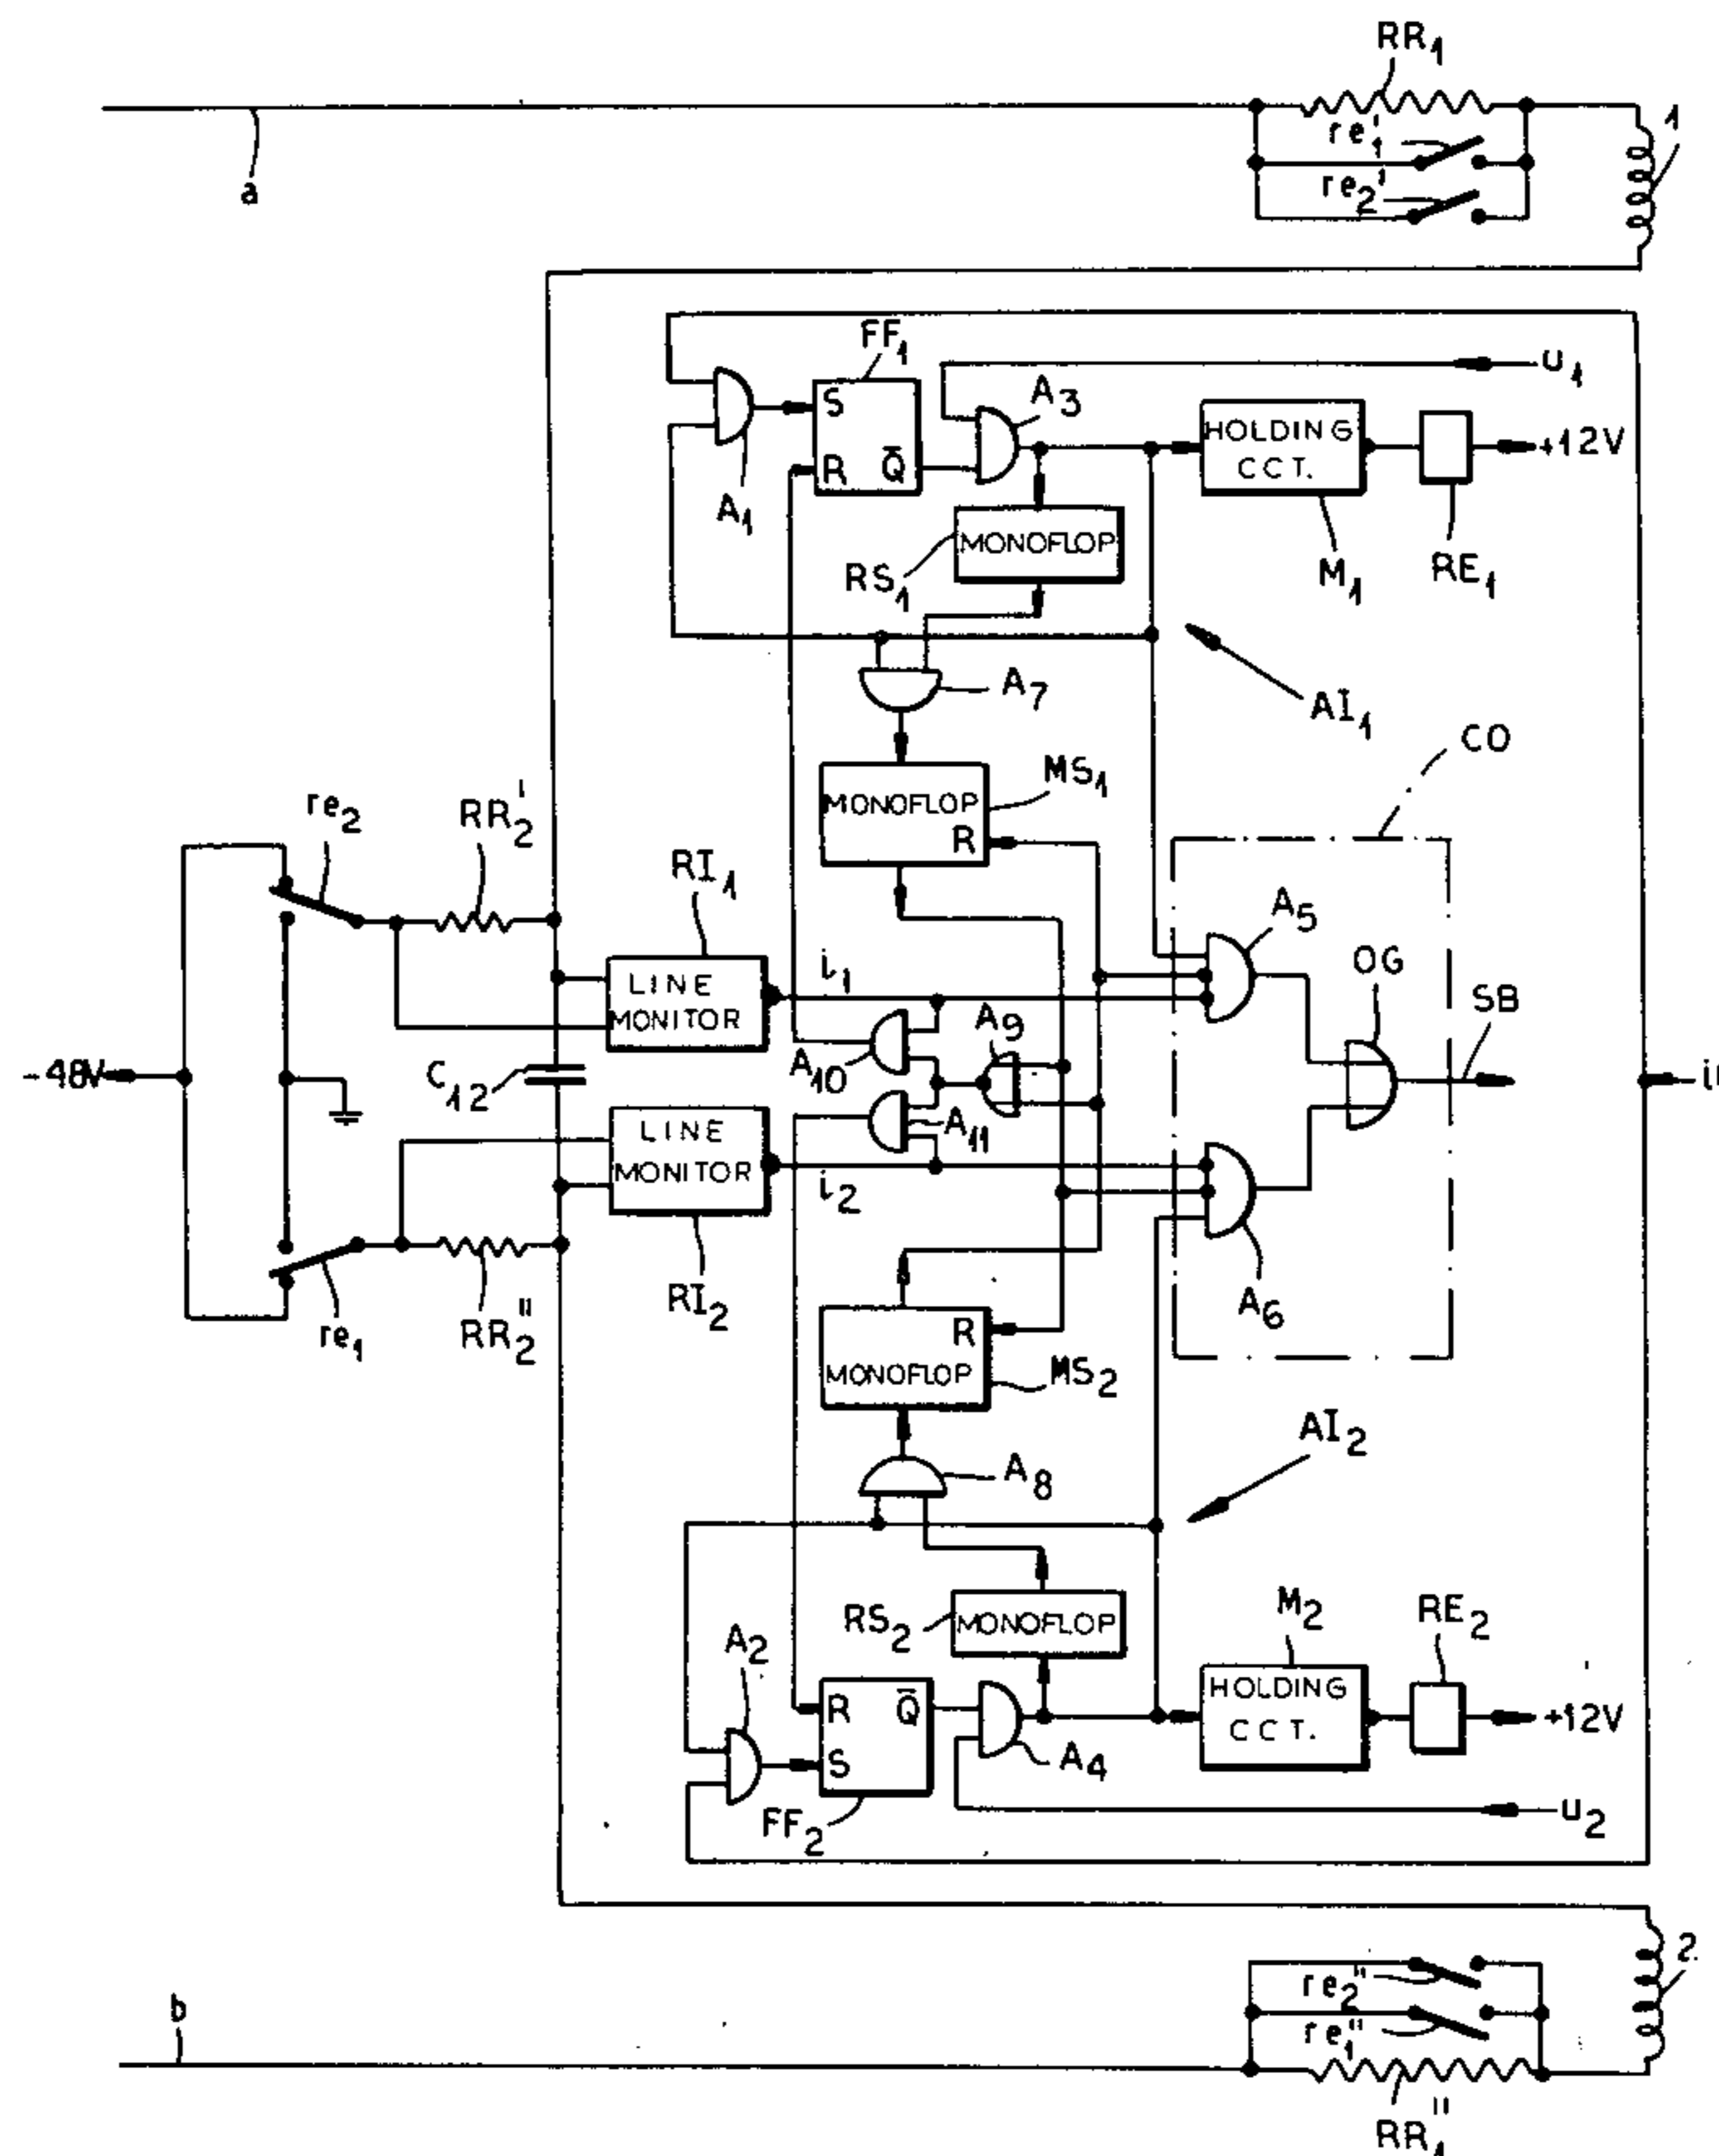 RR₁
re₁'
re₂'
1
a
FF₁
u₁
A₃
S
R Q̄
HOLDING
CCT.
+12V
A₁
MONOFLOP
RS₁
M₁
RE₁
A₇
AI₁
CO
MS₁
MONOFLOP
R
re₂
RR₂'
RI₁
A₅
i₁
OG
LINE
MONITOR
A₉
SB
-48V
C₁₂
A₁₀
LINE
MONITOR
A₁₁
i₂
RI₂
A₆
re₁
RR₂"
R
MONOFLOP
MS₂
AI₂
A₈
RS₂
MONOFLOP
M₂
RE₂
A₂
R Q̄
S
HOLDING
CCT.
+12V
A₄
FF₂
u₂
2
re₂"
re₁"
b
RR₁"